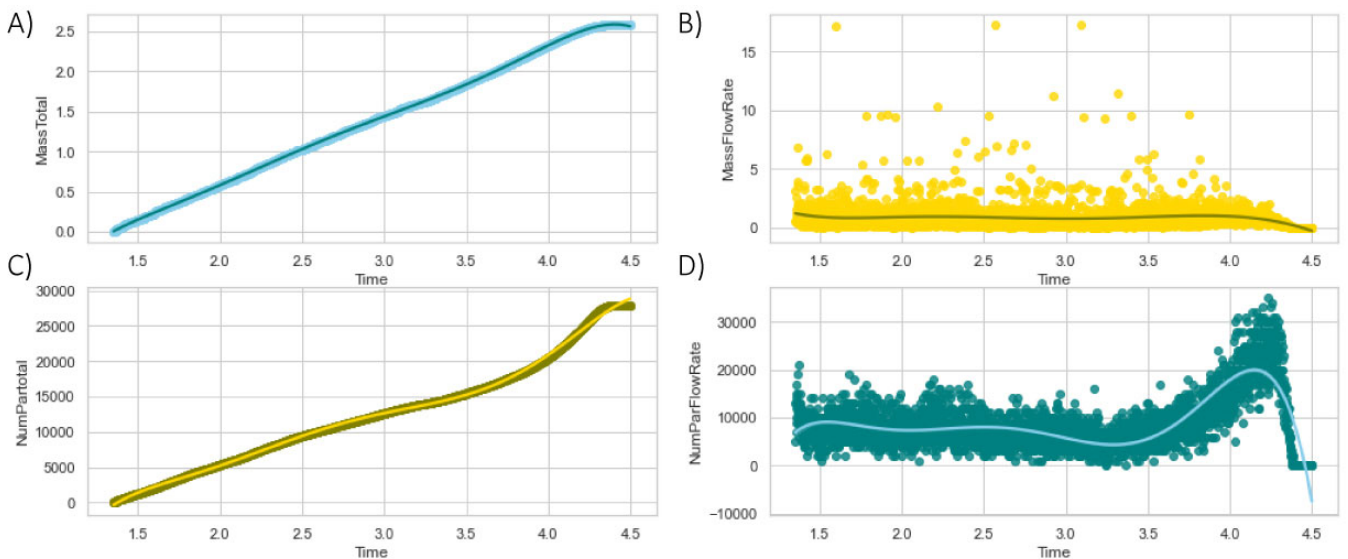 A)
MassTotal
2.5
2.0
1.5
1.0
0.5
0.0
1.5 2.0 2.5 3.0 3.5 4.0 4.5
Time
B)
MassFlowRate
15
10
5
0
1.5 2.0 2.5 3.0 3.5 4.0 4.5
Time
C)
NumPartotal
30000
25000
20000
15000
10000
5000
0
1.5 2.0 2.5 3.0 3.5 4.0 4.5
Time
D)
NumParFlowRate
30000
20000
10000
0
−10000
1.5 2.0 2.5 3.0 3.5 4.0 4.5
Time